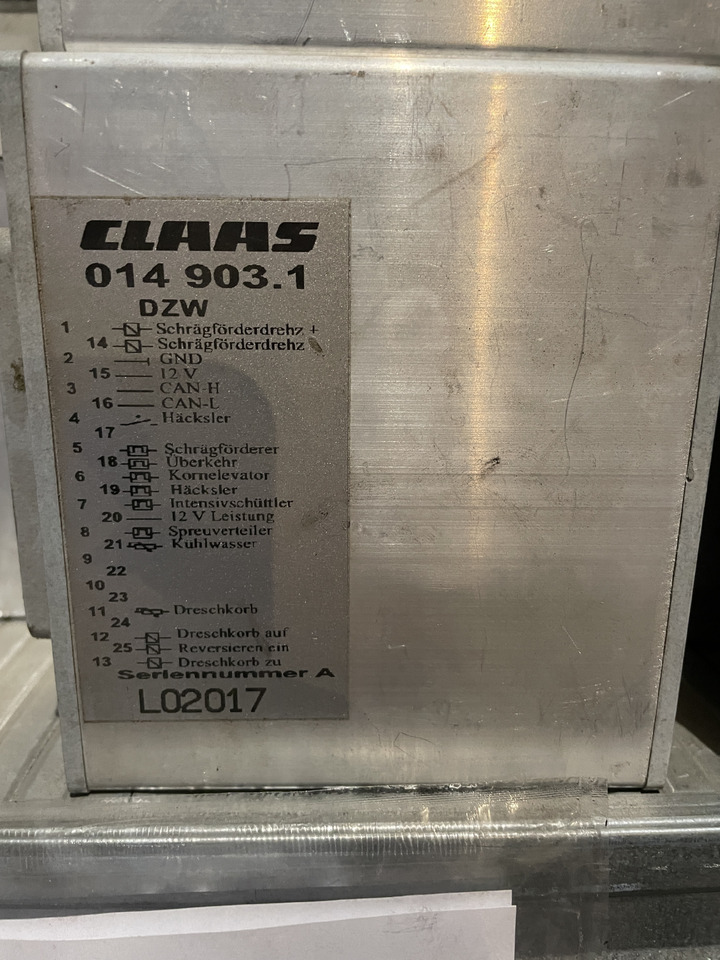 CLAAS
014 903.1
DZW
1 Schrägförderdrehz +
14 Schrägförderdrehz
2 GND
15 12 V
3 CAN-H
16 CAN-L
4 Häcksler
17
5 Schrägförderer
18 Überkehr
6 Kornelevator
19 Häcksler
7 Intensivschüttler
20 12 V Leistung
8 Spreuverteiler
21 Kühlwasser
9
22
10
23
11 Dreschkorb
24
12 Dreschkorb auf
25 Reversieren ein
13 Dreschkorb zu
Seriennummer A
L02017